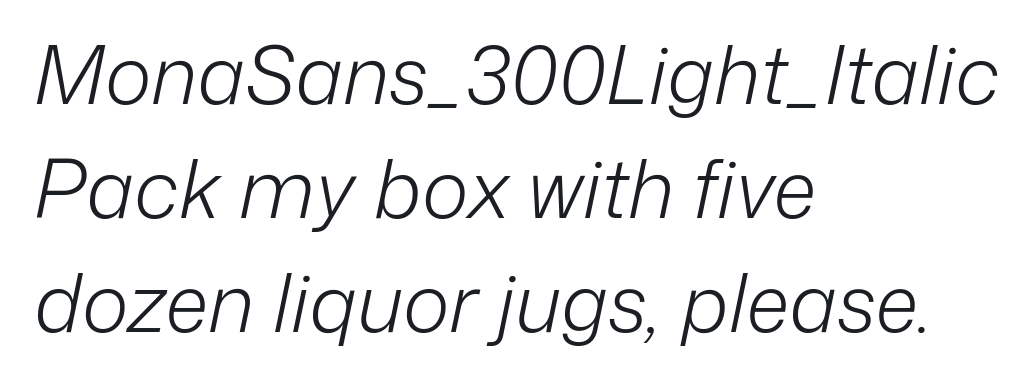 MonaSans_300Light_Italic
Pack my box with five
dozen liquor jugs, please.